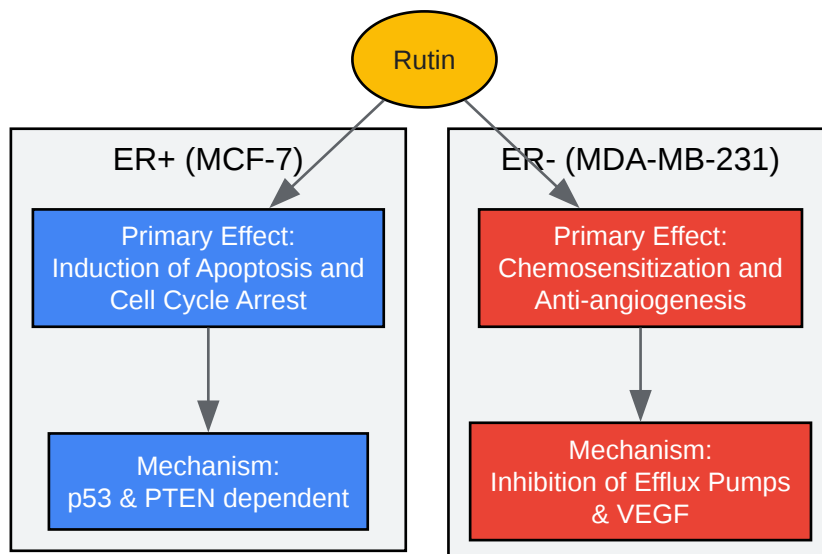 Rutin
ER+ (MCF-7)
Primary Effect:
Induction of Apoptosis and
Cell Cycle Arrest
Mechanism:
p53 & PTEN dependent
ER- (MDA-MB-231)
Primary Effect:
Chemosensitization and
Anti-angiogenesis
Mechanism:
Inhibition of Efflux Pumps
& VEGF